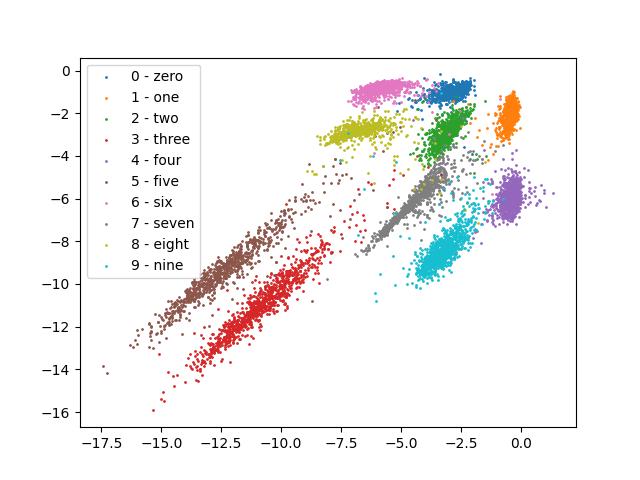 0 - zero
1 - one
2 - two
3 - three
4 - four
5 - five
6 - six
7 - seven
8 - eight
9 - nine
0
−2
−4
−6
−8
−10
−12
−14
−16
−17.5 −15.0 −12.5 −10.0 −7.5 −5.0 −2.5 0.0